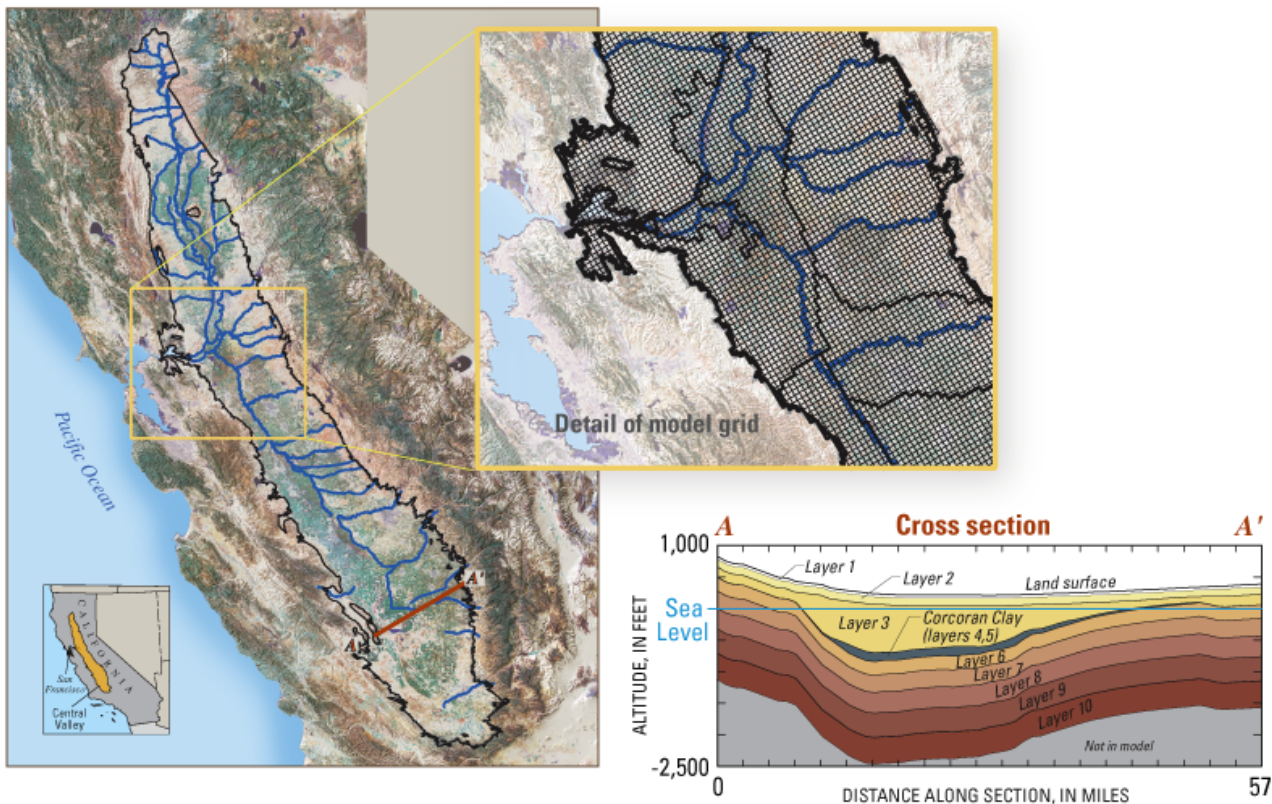 Pacific Ocean
A
A'
CALIFORNIA
San
Francisco
Central
Valley
Detail of model grid
A
Cross section
A'
1,000
Sea
Level
-2,500
ALTITUDE, IN FEET
Layer 1
Layer 2
Land surface
Layer 3
Corcoran Clay
(layers 4,5)
Layer 6
Layer 7
Layer 8
Layer 9
Layer 10
Not in model
0
57
DISTANCE ALONG SECTION, IN MILES